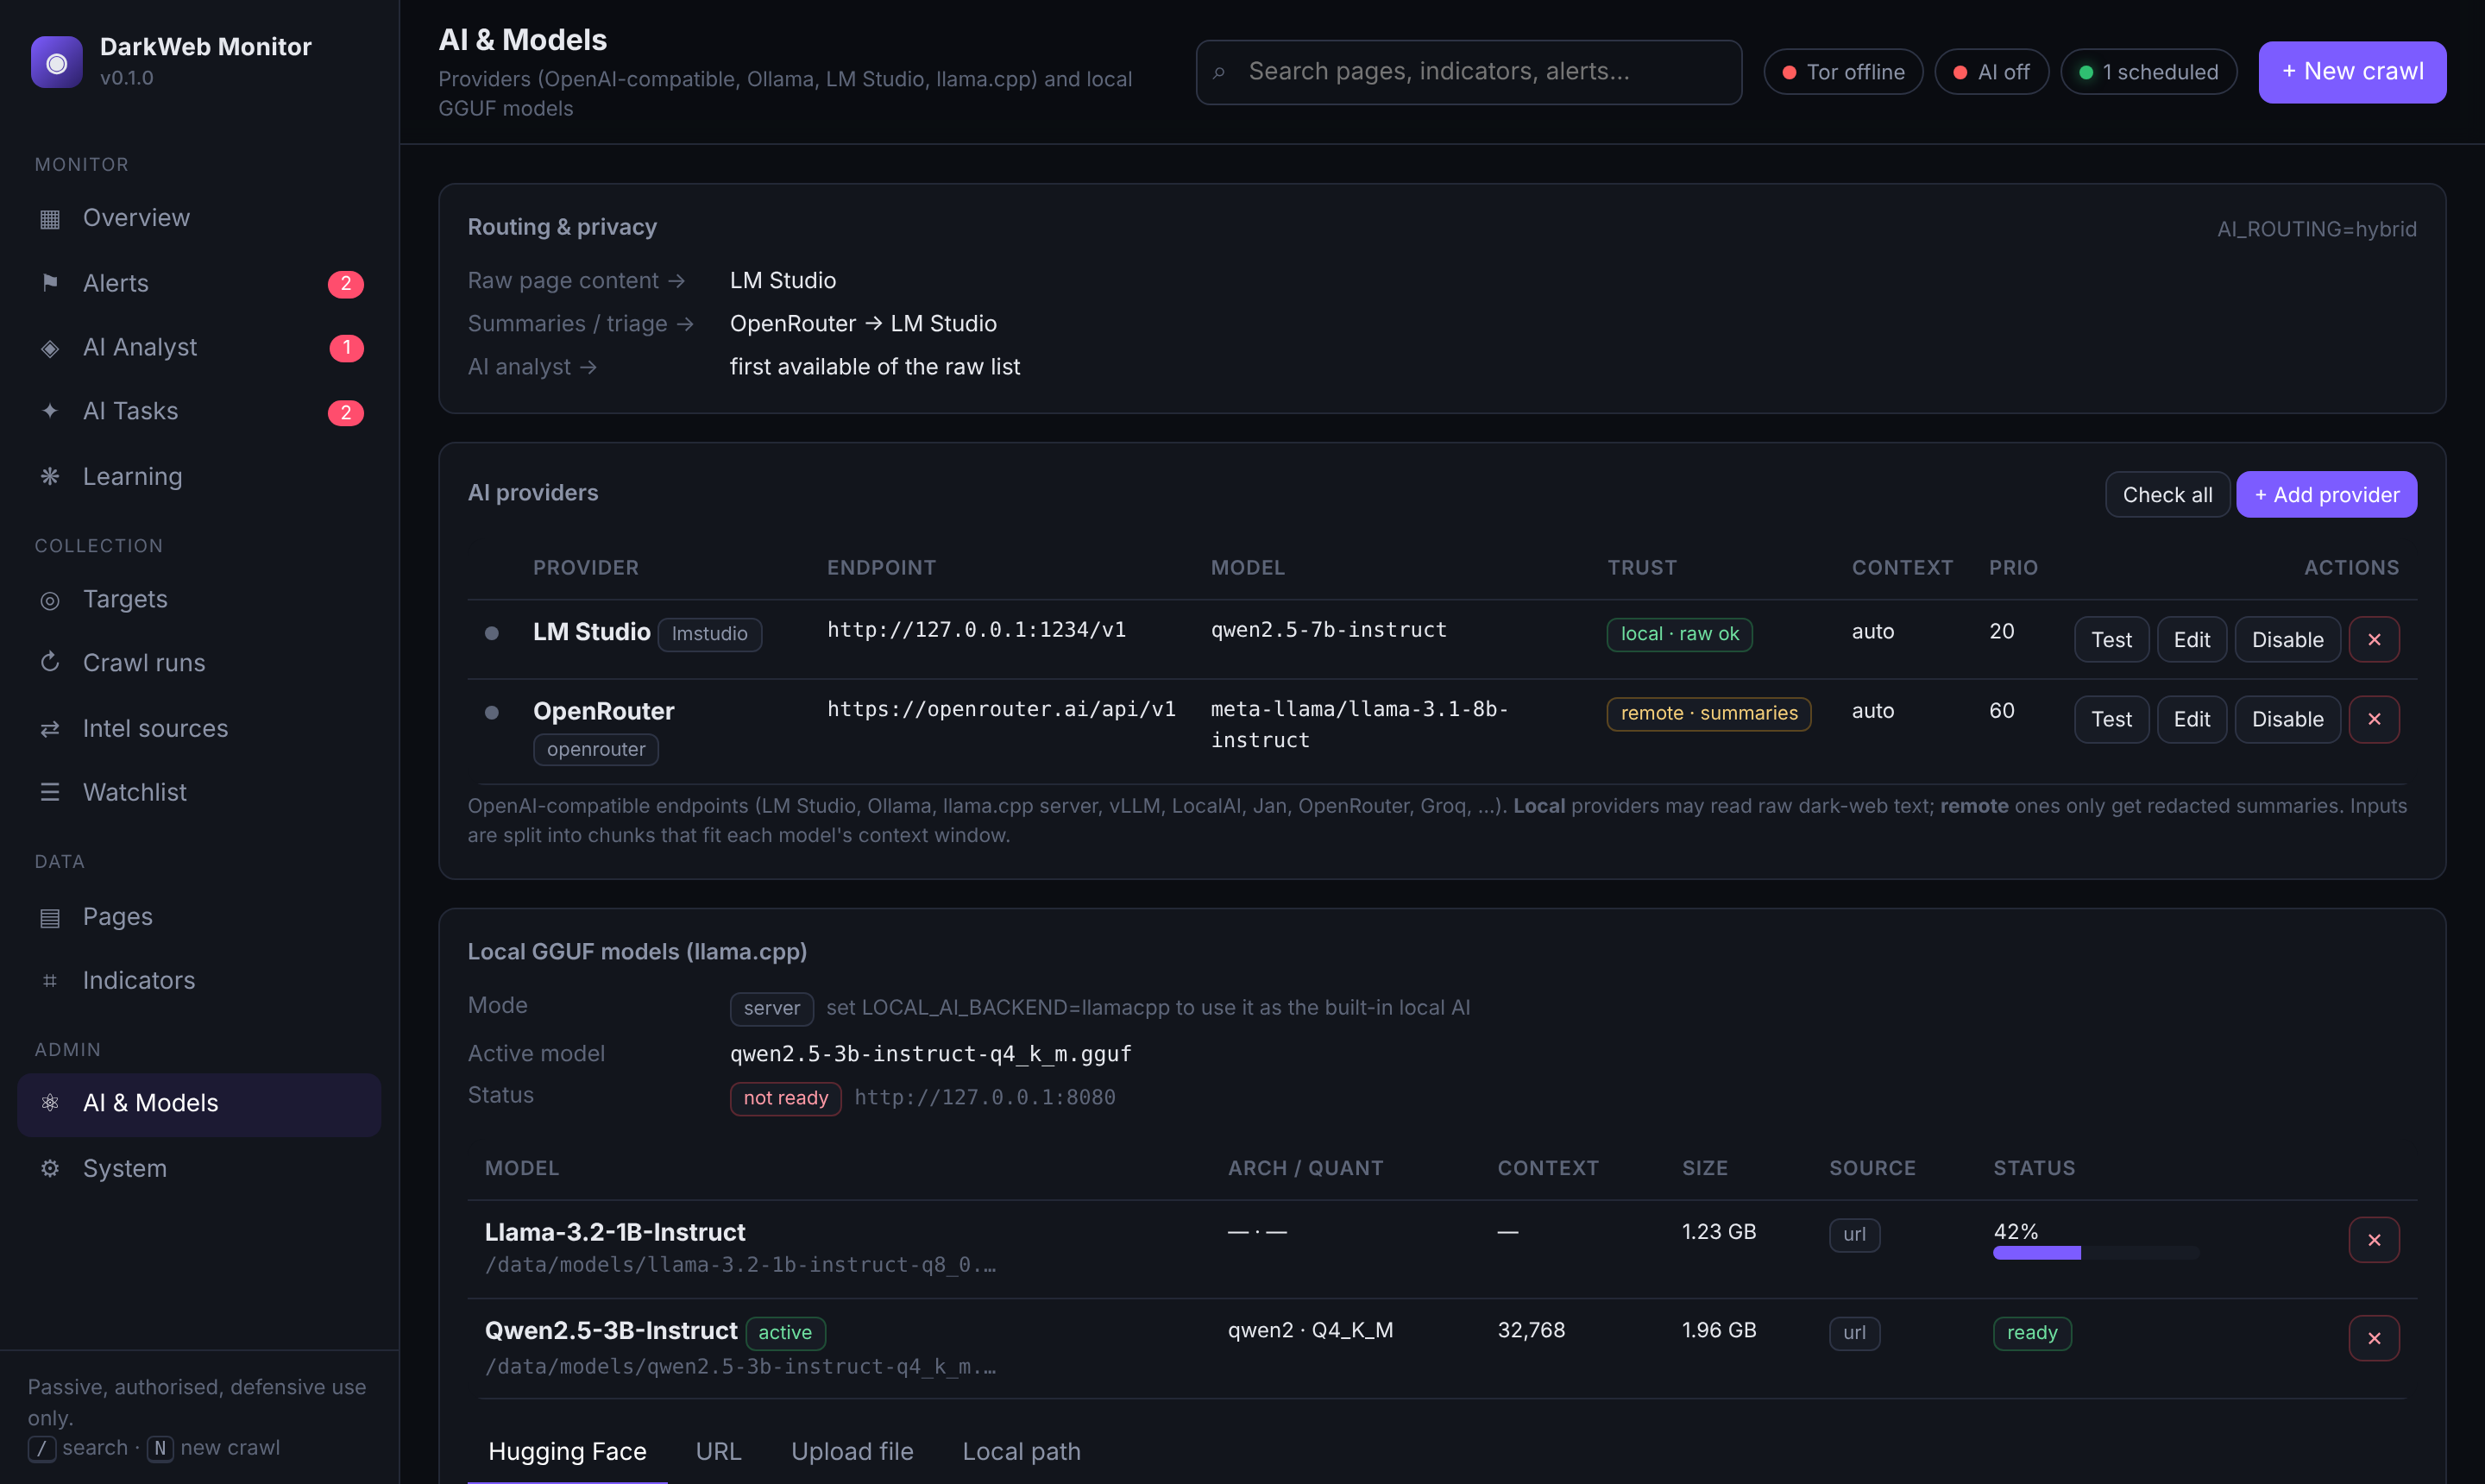 DarkWeb Monitor
v0.1.0
MONITOR
Overview
Alerts 2
AI Analyst 1
AI Tasks 2
Learning
COLLECTION
Targets
Crawl runs
Intel sources
Watchlist
DATA
Pages
Indicators
ADMIN
AI & Models
System
Passive, authorised, defensive use
only.
/ search · N new crawl
AI & Models
Providers (OpenAI-compatible, Ollama, LM Studio, llama.cpp) and local
GGUF models
Search pages, indicators, alerts...
Tor offline
AI off
1 scheduled
+ New crawl
Routing & privacy
AI_ROUTING=hybrid
Raw page content → LM Studio
Summaries / triage → OpenRouter → LM Studio
AI analyst → first available of the raw list
AI providers
Check all
+ Add provider
PROVIDER ENDPOINT MODEL TRUST CONTEXT PRIO ACTIONS
LM Studio lmstudio http://127.0.0.1:1234/v1 qwen2.5-7b-instruct local · raw ok auto 20 Test Edit Disable ✕
OpenRouter https://openrouter.ai/api/v1 meta-llama/llama-3.1-8b- remote · summaries auto 60 Test Edit Disable ✕
openrouter instruct
OpenAI-compatible endpoints (LM Studio, Ollama, llama.cpp server, vLLM, LocalAI, Jan, OpenRouter, Groq, ...). Local providers may read raw dark-web text; remote ones only get redacted summaries. Inputs
are split into chunks that fit each model's context window.
Local GGUF models (llama.cpp)
Mode server set LOCAL_AI_BACKEND=llamacpp to use it as the built-in local AI
Active model qwen2.5-3b-instruct-q4_k_m.gguf
Status not ready http://127.0.0.1:8080
MODEL ARCH / QUANT CONTEXT SIZE SOURCE STATUS
Llama-3.2-1B-Instruct — · — — 1.23 GB url 42% ✕
/data/models/llama-3.2-1b-instruct-q8_0.…
Qwen2.5-3B-Instruct active qwen2 · Q4_K_M 32,768 1.96 GB url ready ✕
/data/models/qwen2.5-3b-instruct-q4_k_m.…
Hugging Face URL Upload file Local path